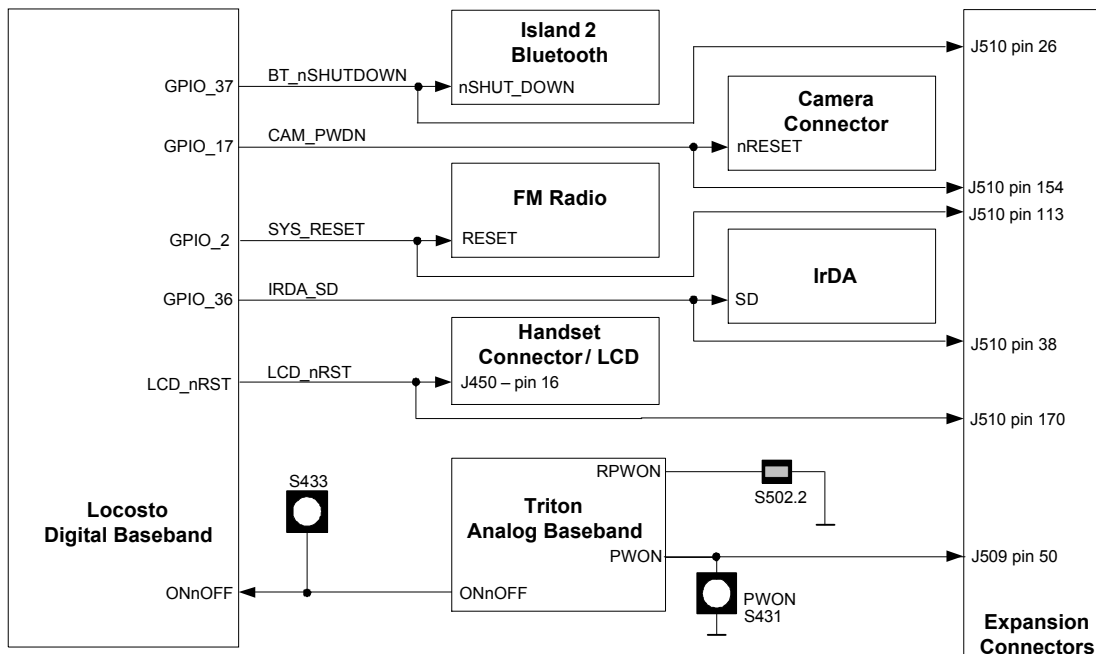 Island 2
Bluetooth
J510 pin 26
BT_nSHUTDOWN
GPIO_37
nSHUT_DOWN
Camera
Connector
CAM_PWDN
GPIO_17
nRESET
J510 pin 154
FM Radio
J510 pin 113
SYS_RESET
GPIO_2
RESET
IrDA
IRDA_SD
GPIO_36
SD
Handset
Connector / LCD
J510 pin 38
LCD_nRST
LCD_nRST
J450 – pin 16
J510 pin 170
RPWON
S433
S502.2
Locosto
Digital Baseband
Triton
Analog Baseband
PWON
J509 pin 50
ONnOFF
ONnOFF
PWON
S431
Expansion
Connectors